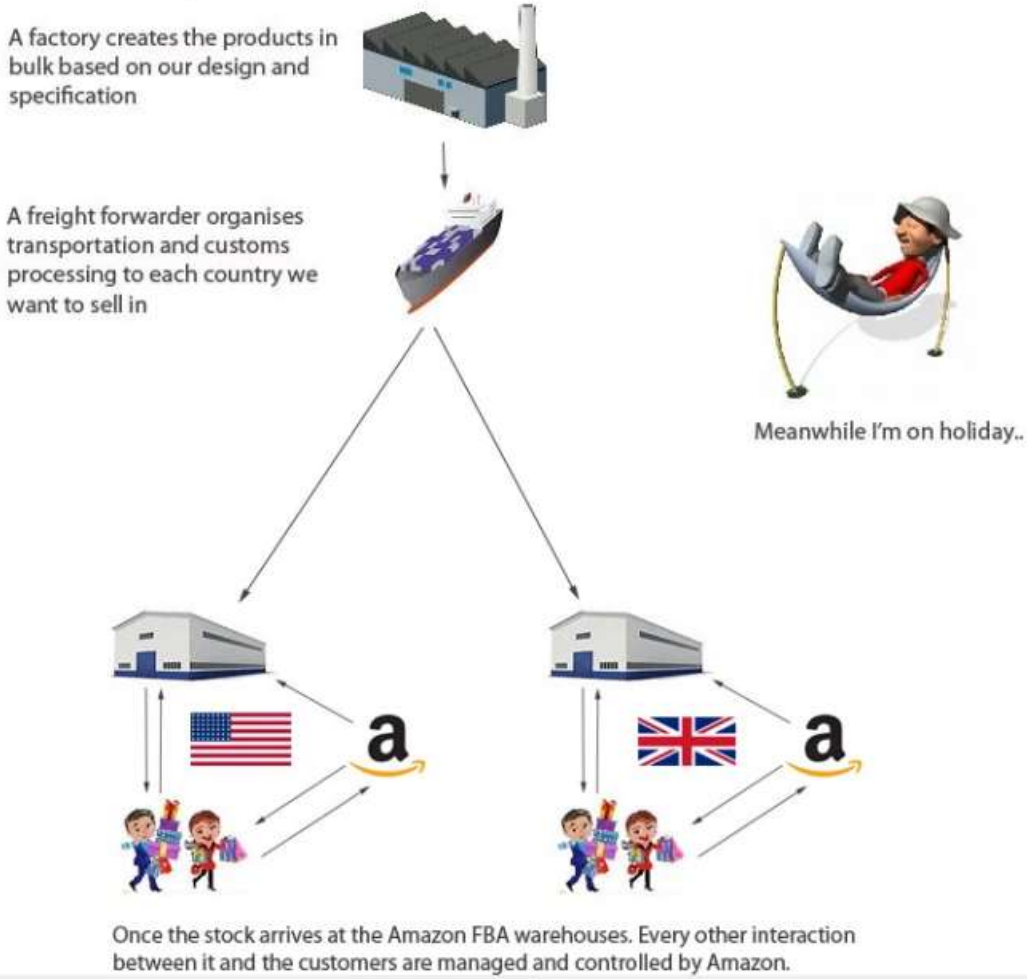 A factory creates the products in
bulk based on our design and
specification
A freight forwarder organises
transportation and customs
processing to each country we
want to sell in
Meanwhile I'm on holiday..
a
a
Once the stock arrives at the Amazon FBA warehouses. Every other interaction
between it and the customers are managed and controlled by Amazon.